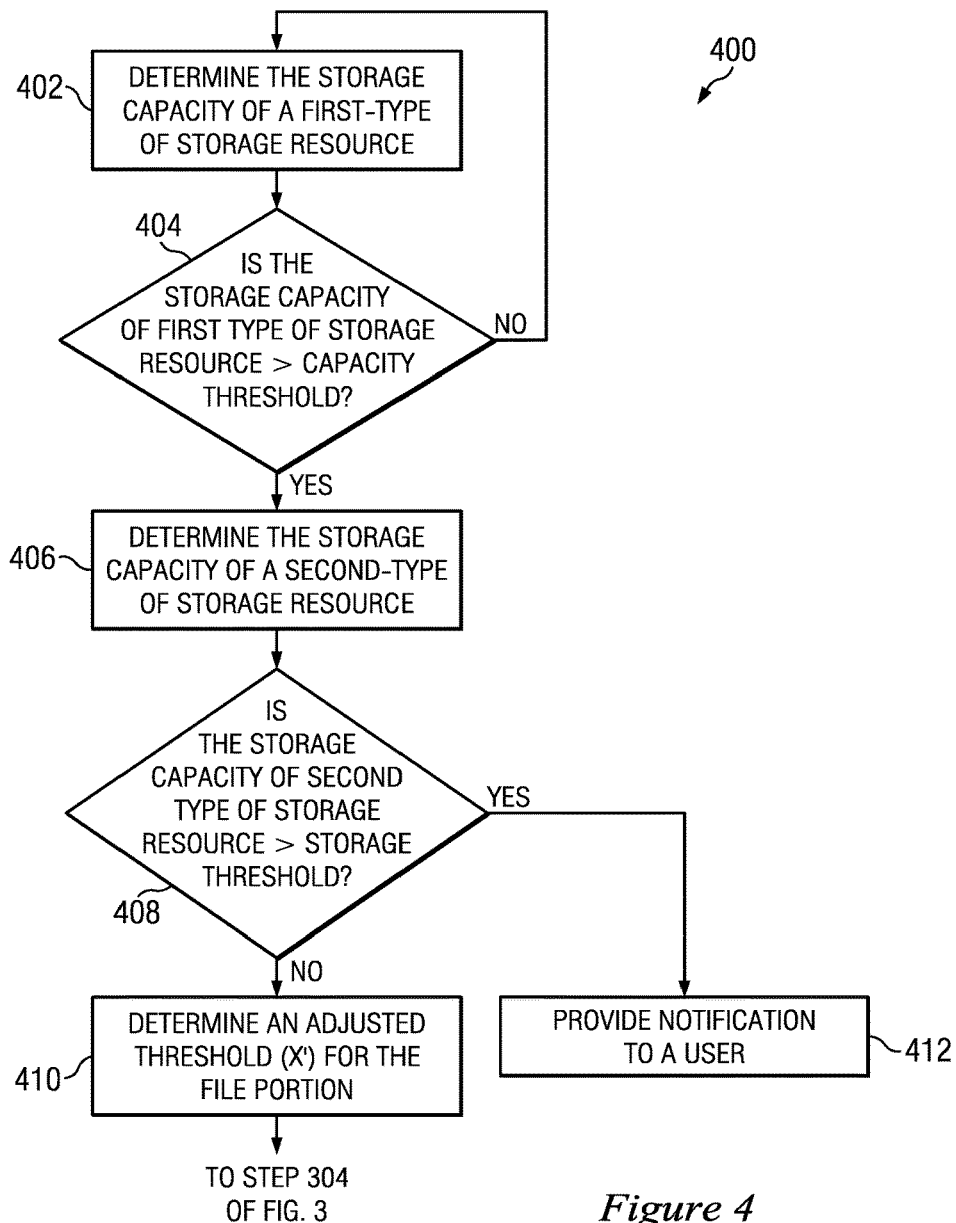 400
402
DETERMINE THE STORAGE
CAPACITY OF A FIRST-TYPE
OF STORAGE RESOURCE
404
IS THE
STORAGE CAPACITY
OF FIRST TYPE OF STORAGE
RESOURCE > CAPACITY
THRESHOLD?
NO
YES
406
DETERMINE THE STORAGE
CAPACITY OF A SECOND-TYPE
OF STORAGE RESOURCE
IS
THE STORAGE
CAPACITY OF SECOND
TYPE OF STORAGE
RESOURCE > STORAGE
THRESHOLD?
YES
408
NO
410
DETERMINE AN ADJUSTED
THRESHOLD (X') FOR THE
FILE PORTION
PROVIDE NOTIFICATION
TO A USER
412
TO STEP 304
OF FIG. 3
Figure 4